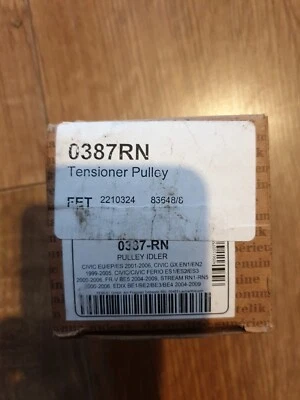 0387RN
Tensioner Pulley
FFT 2210324 83648/6
0387-RN
PULLEY IDLER
CIVIC EU/EP/ES 2001-2006, CIVIC GX EN1/EN2
1999-2005, CIVIC/CIVIC FERIO ES1/ES2/ES3
2000-2006, FR-V BE5 2004-2009, STREAM RN1-RN5
2000-2006, EDIX BE1/BE2/BE3/BE4 2004-2009